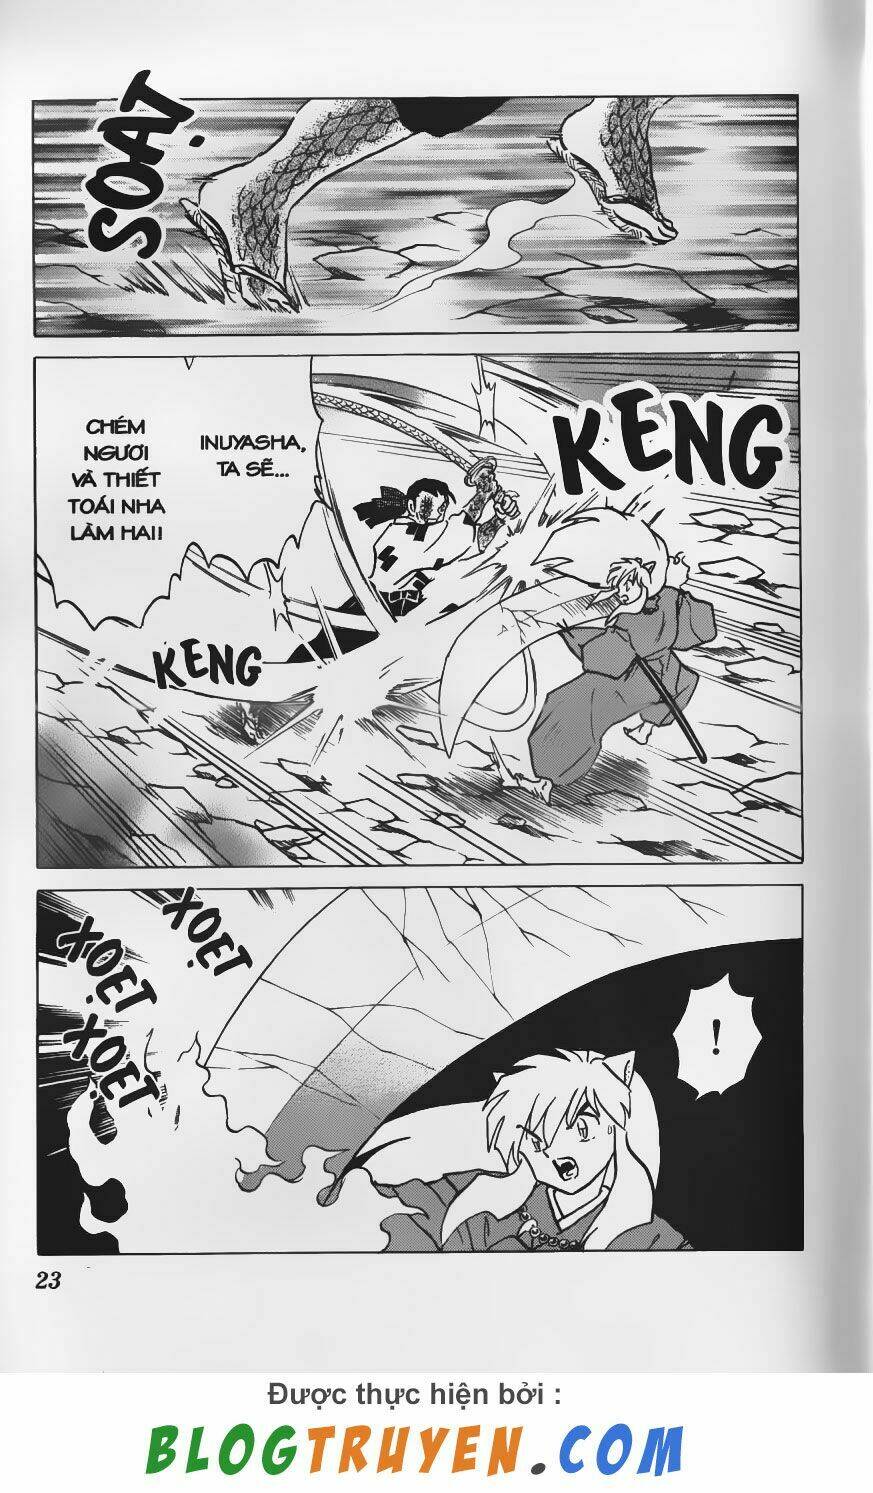 SOẠT
KENG
INUYASHA,
TA SẼ...
CHÉM
NGƯƠI
VÀ THIẾT
TOÁI NHA
LÀM HAI!
KENG
XOẸT
XOẸT
XOẸT
!
23
Được thực hiện bởi :
BLOGTRUYEN.COM